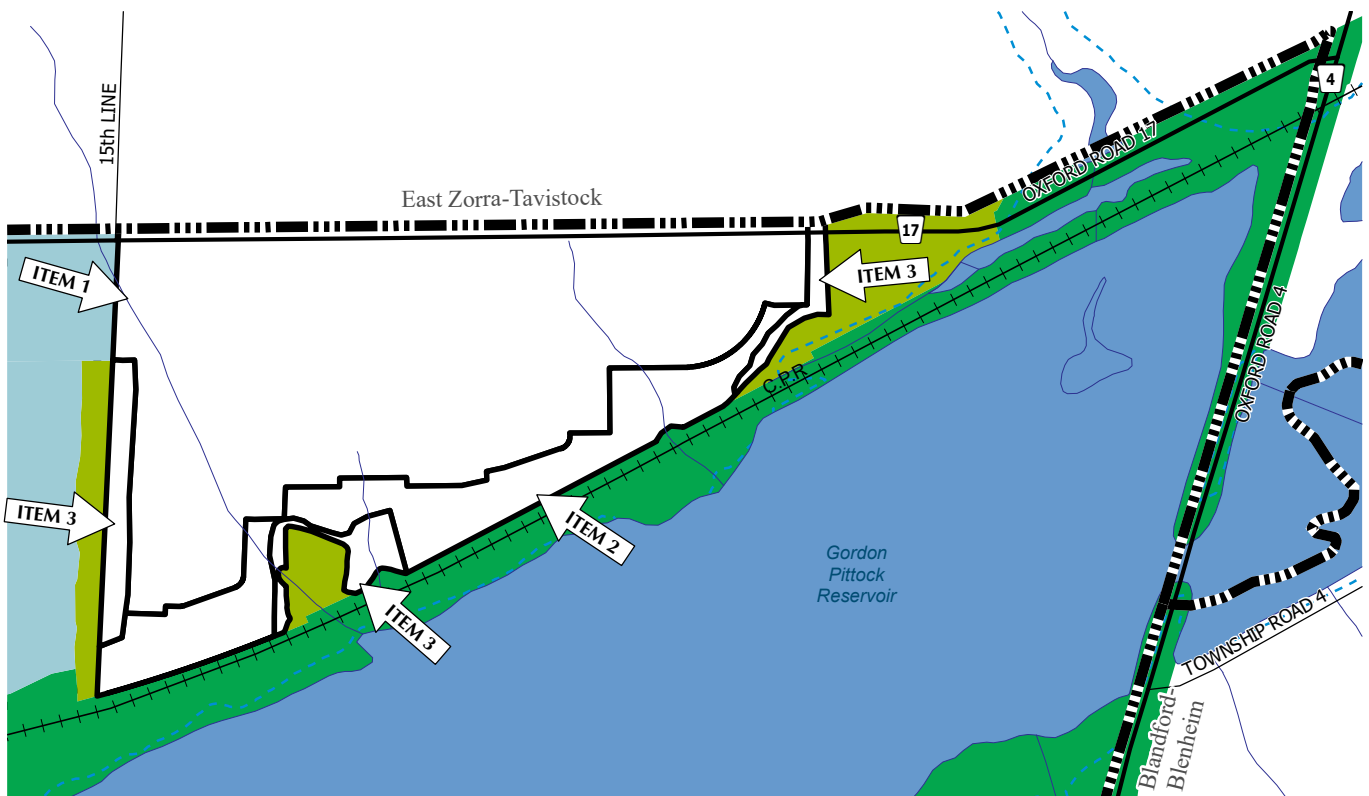 4
15th LINE
OXFORD ROAD 17
East Zorra-Tavistock
17
ITEM 1
ITEM 3
OXFORD ROAD 4
C.P.R
ITEM 3
ITEM 2
Gordon
Pittock
Reservoir
ITEM 3
TOWNSHIP ROAD 4
Blandford-
Blenheim